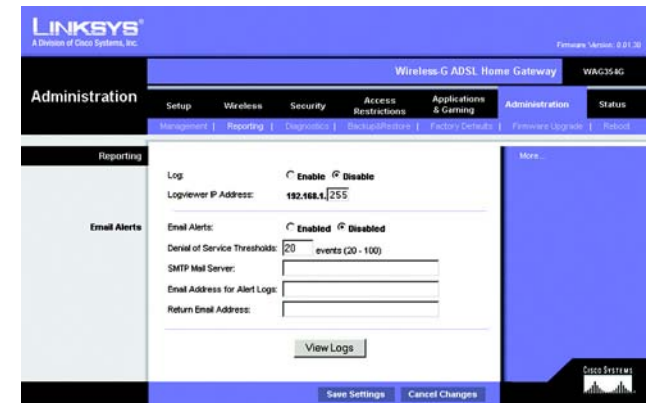 LINKSYS®
A Division of Cisco Systems, Inc.
Firmware Version: 0.01.30
Wireless-G ADSL Home Gateway WAG354G
Administration
Setup Wireless Security Access Restrictions Applications & Gaming Administration Status
Management | Reporting | Diagnostics | Backup&Restore | Factory Defaults | Firmware Upgrade | Reboot
Reporting
More...
Log: Enable Disable
Logviewer IP Address: 192.168.1. 255
Email Alerts
Email Alerts: Enabled Disabled
Denial of Service Thresholds: 20 events (20 - 100)
SMTP Mail Server:
Email Address for Alert Logs:
Return Email Address:
View Logs
CISCO SYSTEMS
Save Settings Cancel Changes